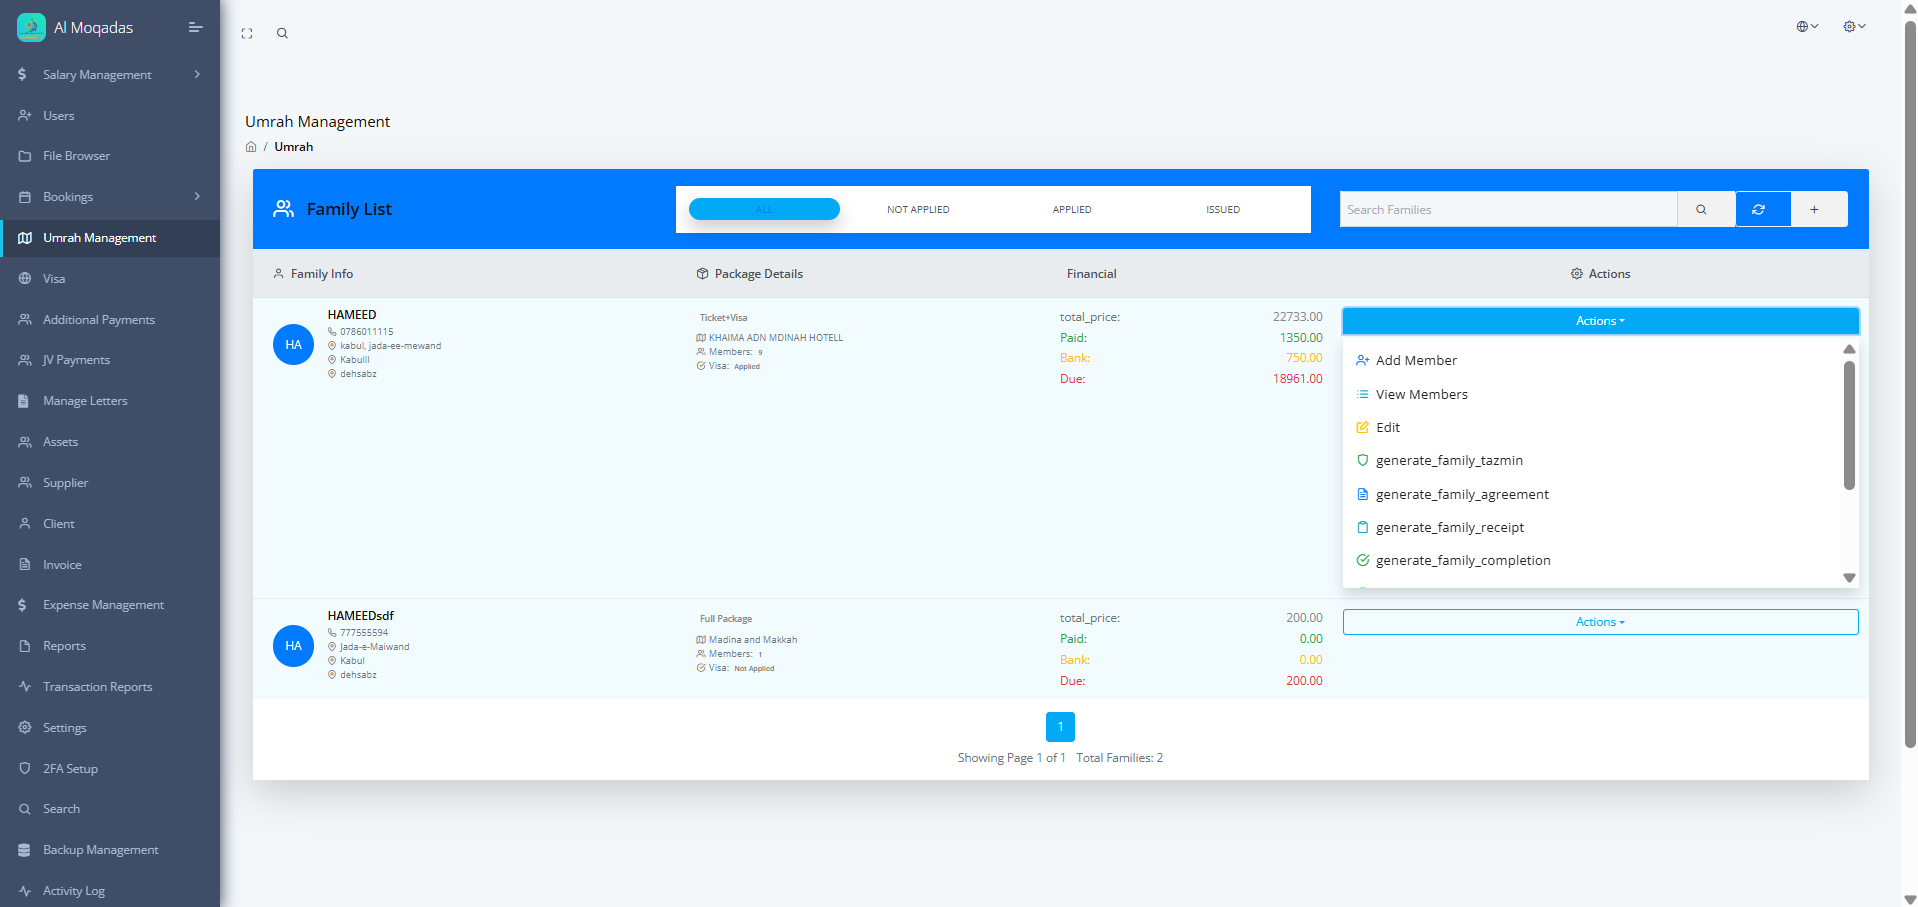 Al Moqadas
Salary Management
Users
File Browser
Bookings
Umrah Management
Visa
Additional Payments
JV Payments
Manage Letters
Assets
Supplier
Client
Invoice
Expense Management
Reports
Transaction Reports
Settings
2FA Setup
Search
Backup Management
Activity Log
Umrah Management
/ Umrah
Family List
ALL NOT APPLIED APPLIED ISSUED
Search Families
Family Info Package Details Financial Actions
HA
HAMEED
0786011115
kabul, jada-ee-mewand
Kabulll
dehsabz
Ticket+Visa
KHAIMA ADN MDINAH HOTELL
Members: 9
Visa: Applied
total_price: 22733.00
Paid: 1350.00
Bank: 750.00
Due: 18961.00
Actions
Add Member
View Members
Edit
generate_family_tazmin
generate_family_agreement
generate_family_receipt
generate_family_completion
HA
HAMEEDsdf
777555594
Jada-e-Maiwand
Kabul
dehsabz
Full Package
Madina and Makkah
Members: 1
Visa: Not Applied
total_price: 200.00
Paid: 0.00
Bank: 0.00
Due: 200.00
Actions
1
Showing Page 1 of 1 Total Families: 2